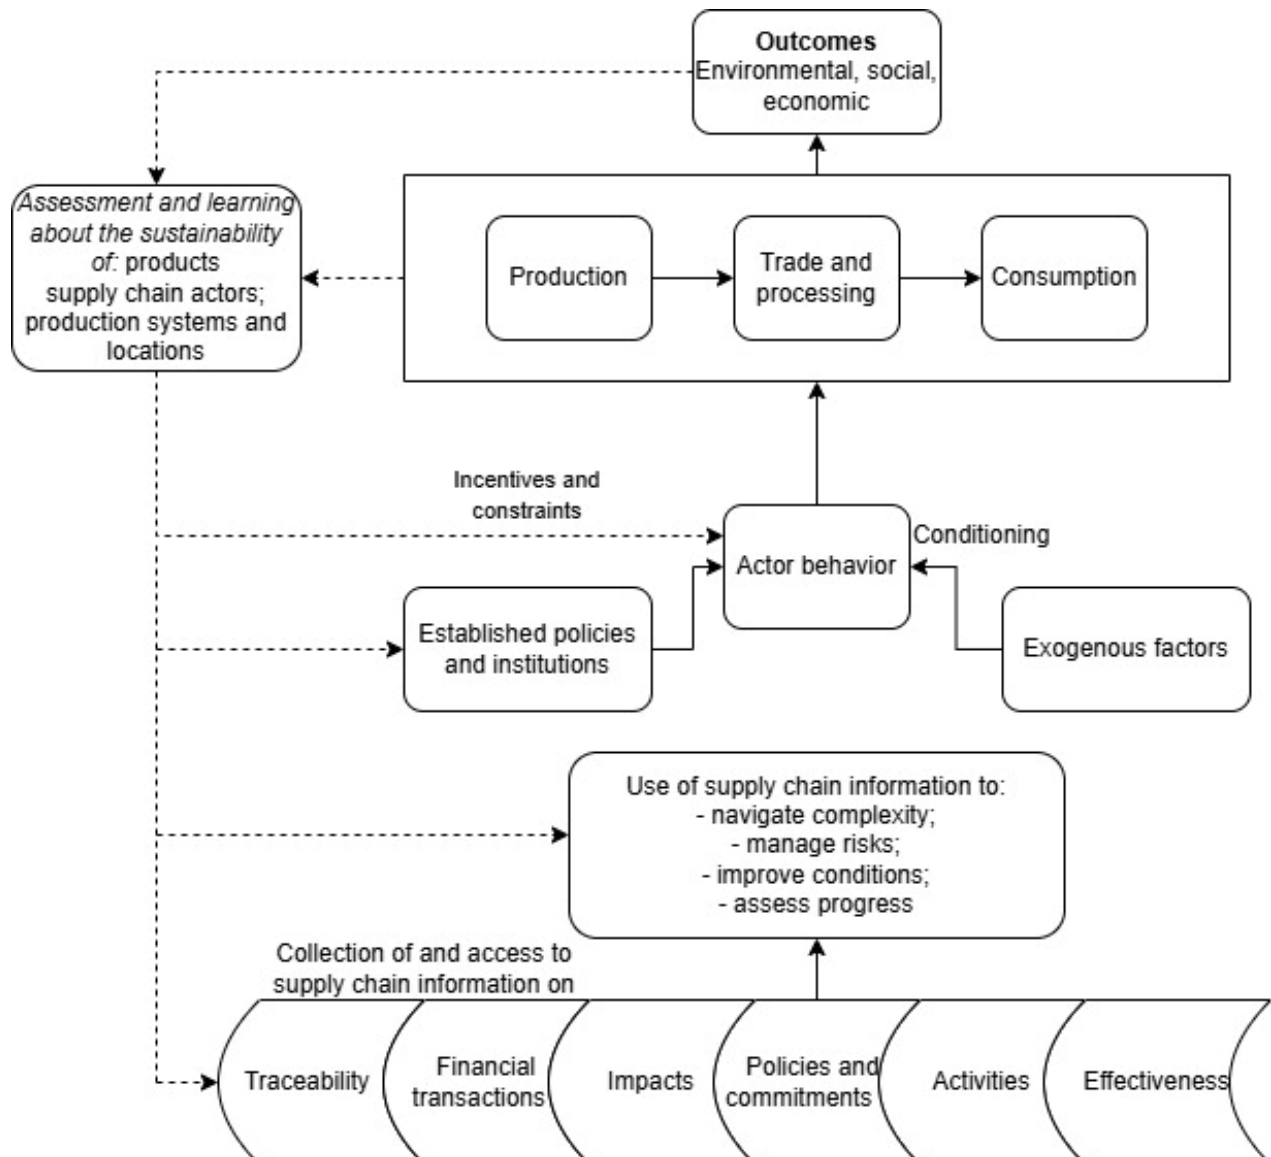 Outcomes
Environmental, social,
economic
Assessment and learning
about the sustainability
of: products
supply chain actors;
production systems and
locations
Production
Trade and
processing
Consumption
Incentives and
constraints
Actor behavior
Conditioning
Established policies
and institutions
Exogenous factors
Use of supply chain information to:
- navigate complexity;
- manage risks;
- improve conditions;
- assess progress
Collection of and access to
supply chain information on
Traceability
Financial
transactions
Impacts
Policies and
commitments
Activities
Effectiveness